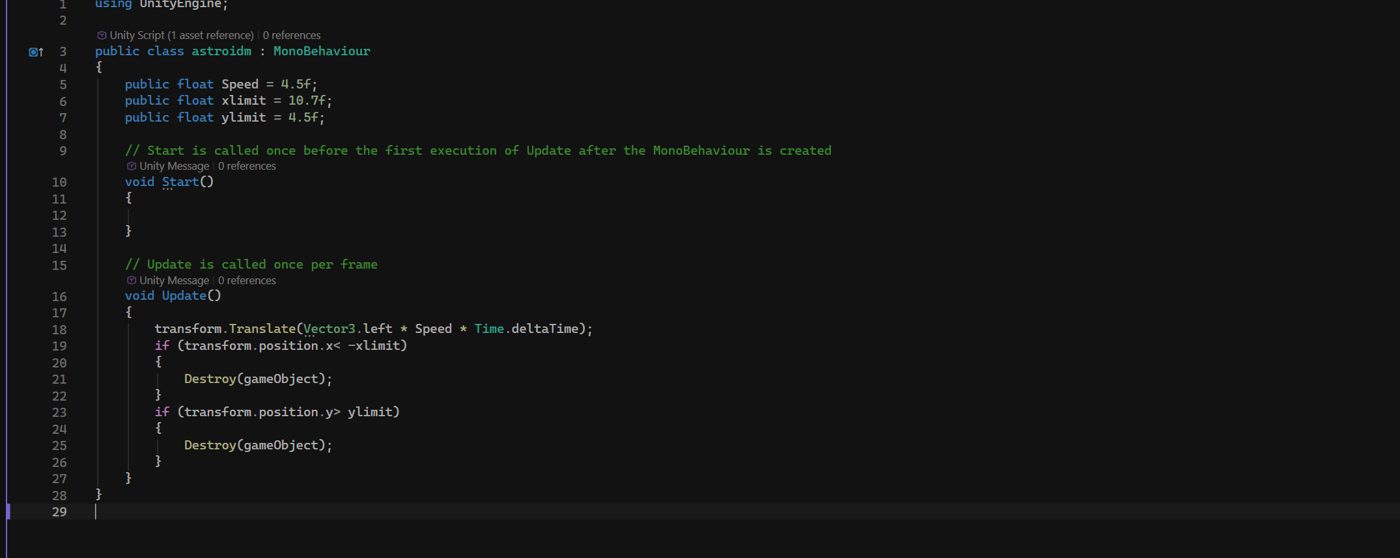 1 using UnityEngine;
2
Unity Script (1 asset reference) | 0 references
3 public class astroidm : MonoBehaviour
4 {
5 public float Speed = 4.5f;
6 public float xlimit = 10.7f;
7 public float ylimit = 4.5f;
8
9 // Start is called once before the first execution of Update after the MonoBehaviour is created
Unity Message | 0 references
10 void Start()
11 {
12
13 }
14
15 // Update is called once per frame
Unity Message | 0 references
16 void Update()
17 {
18 transform.Translate(Vector3.left * Speed * Time.deltaTime);
19 if (transform.position.x< -xlimit)
20 {
21 Destroy(gameObject);
22 }
23 if (transform.position.y> ylimit)
24 {
25 Destroy(gameObject);
26 }
27 }
28 }
29